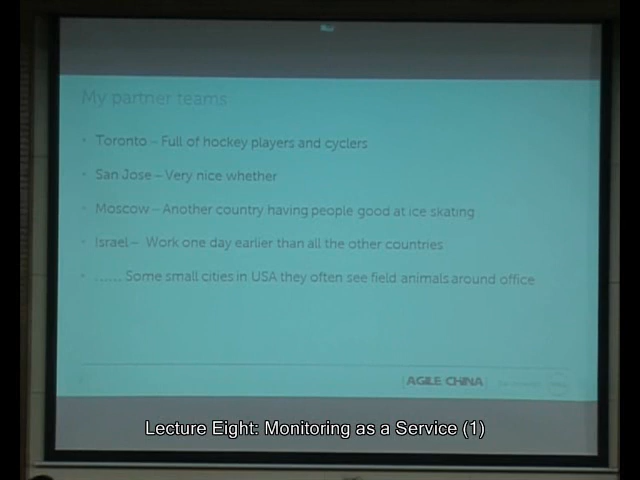 My partner teams
• Toronto – Full of hockey players and cyclers
• San Jose – Very nice whether
• Moscow – Another country having people good at ice skating
• Israel – Work one day earlier than all the other countries
• …… Some small cities in USA they often see field animals around office
AGILE CHINA
Lecture Eight: Monitoring as a Service (1)